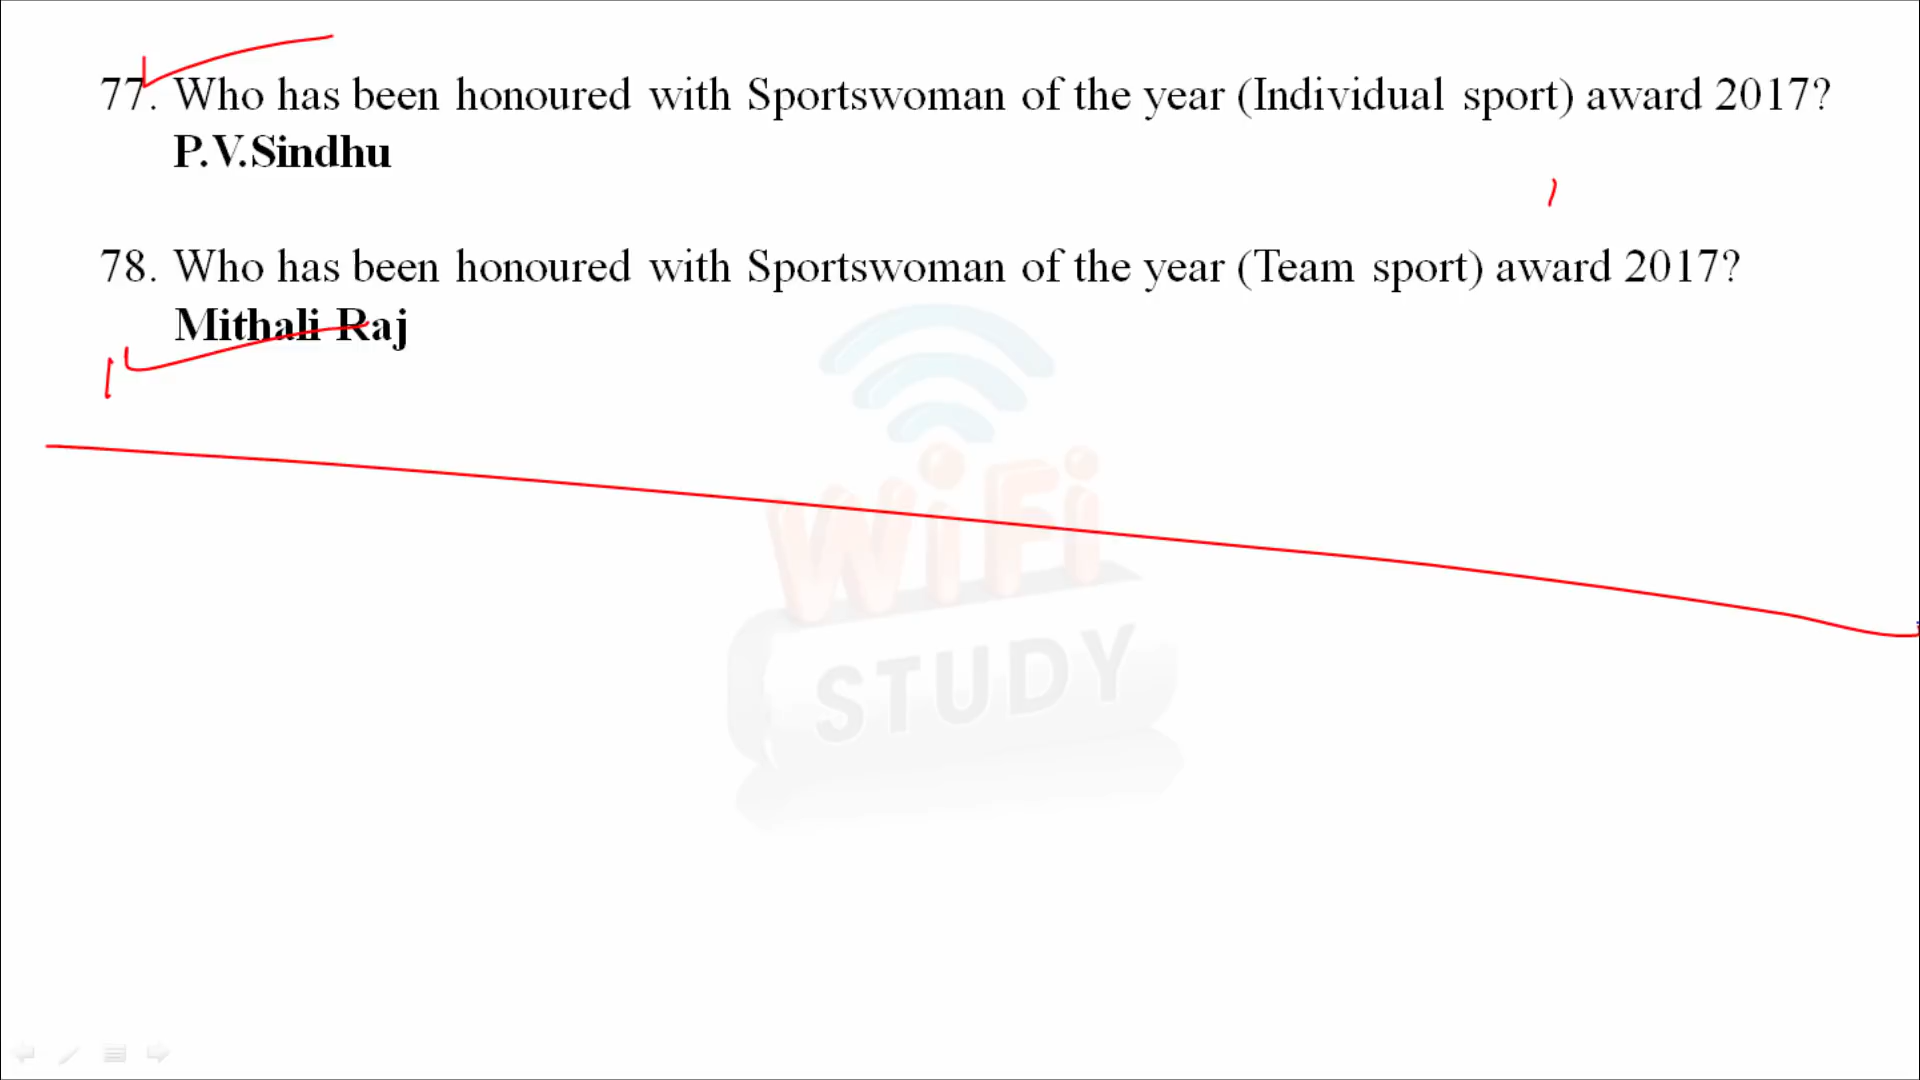 77. Who has been honoured with Sportswoman of the year (Individual sport) award 2017?
P.V.Sindhu
78. Who has been honoured with Sportswoman of the year (Team sport) award 2017?
Mithali Raj
WiFi
STUDY